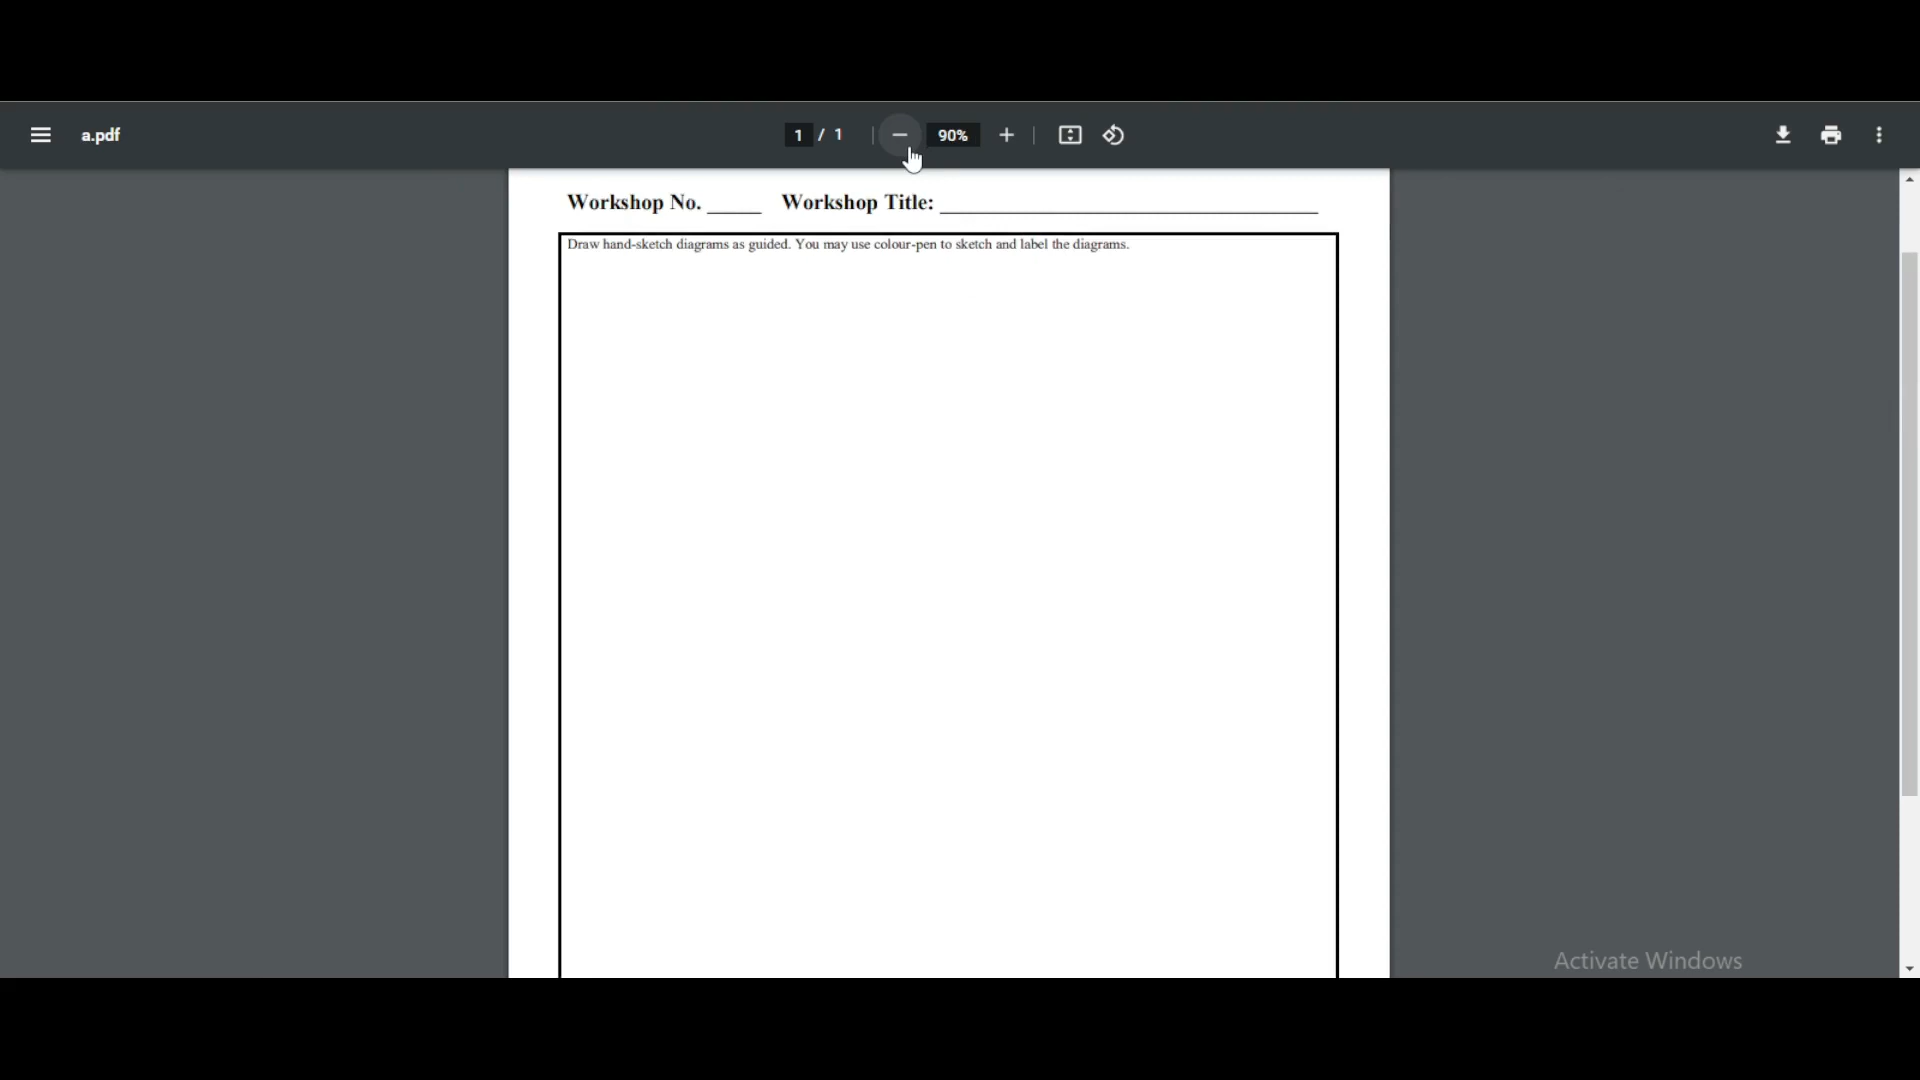 a.pdf
1 / 1
90%
Workshop No. _____ Workshop Title: ___________________________________
Draw hand-sketch diagrams as guided. You may use colour-pen to sketch and label the diagrams.
Activate Windows